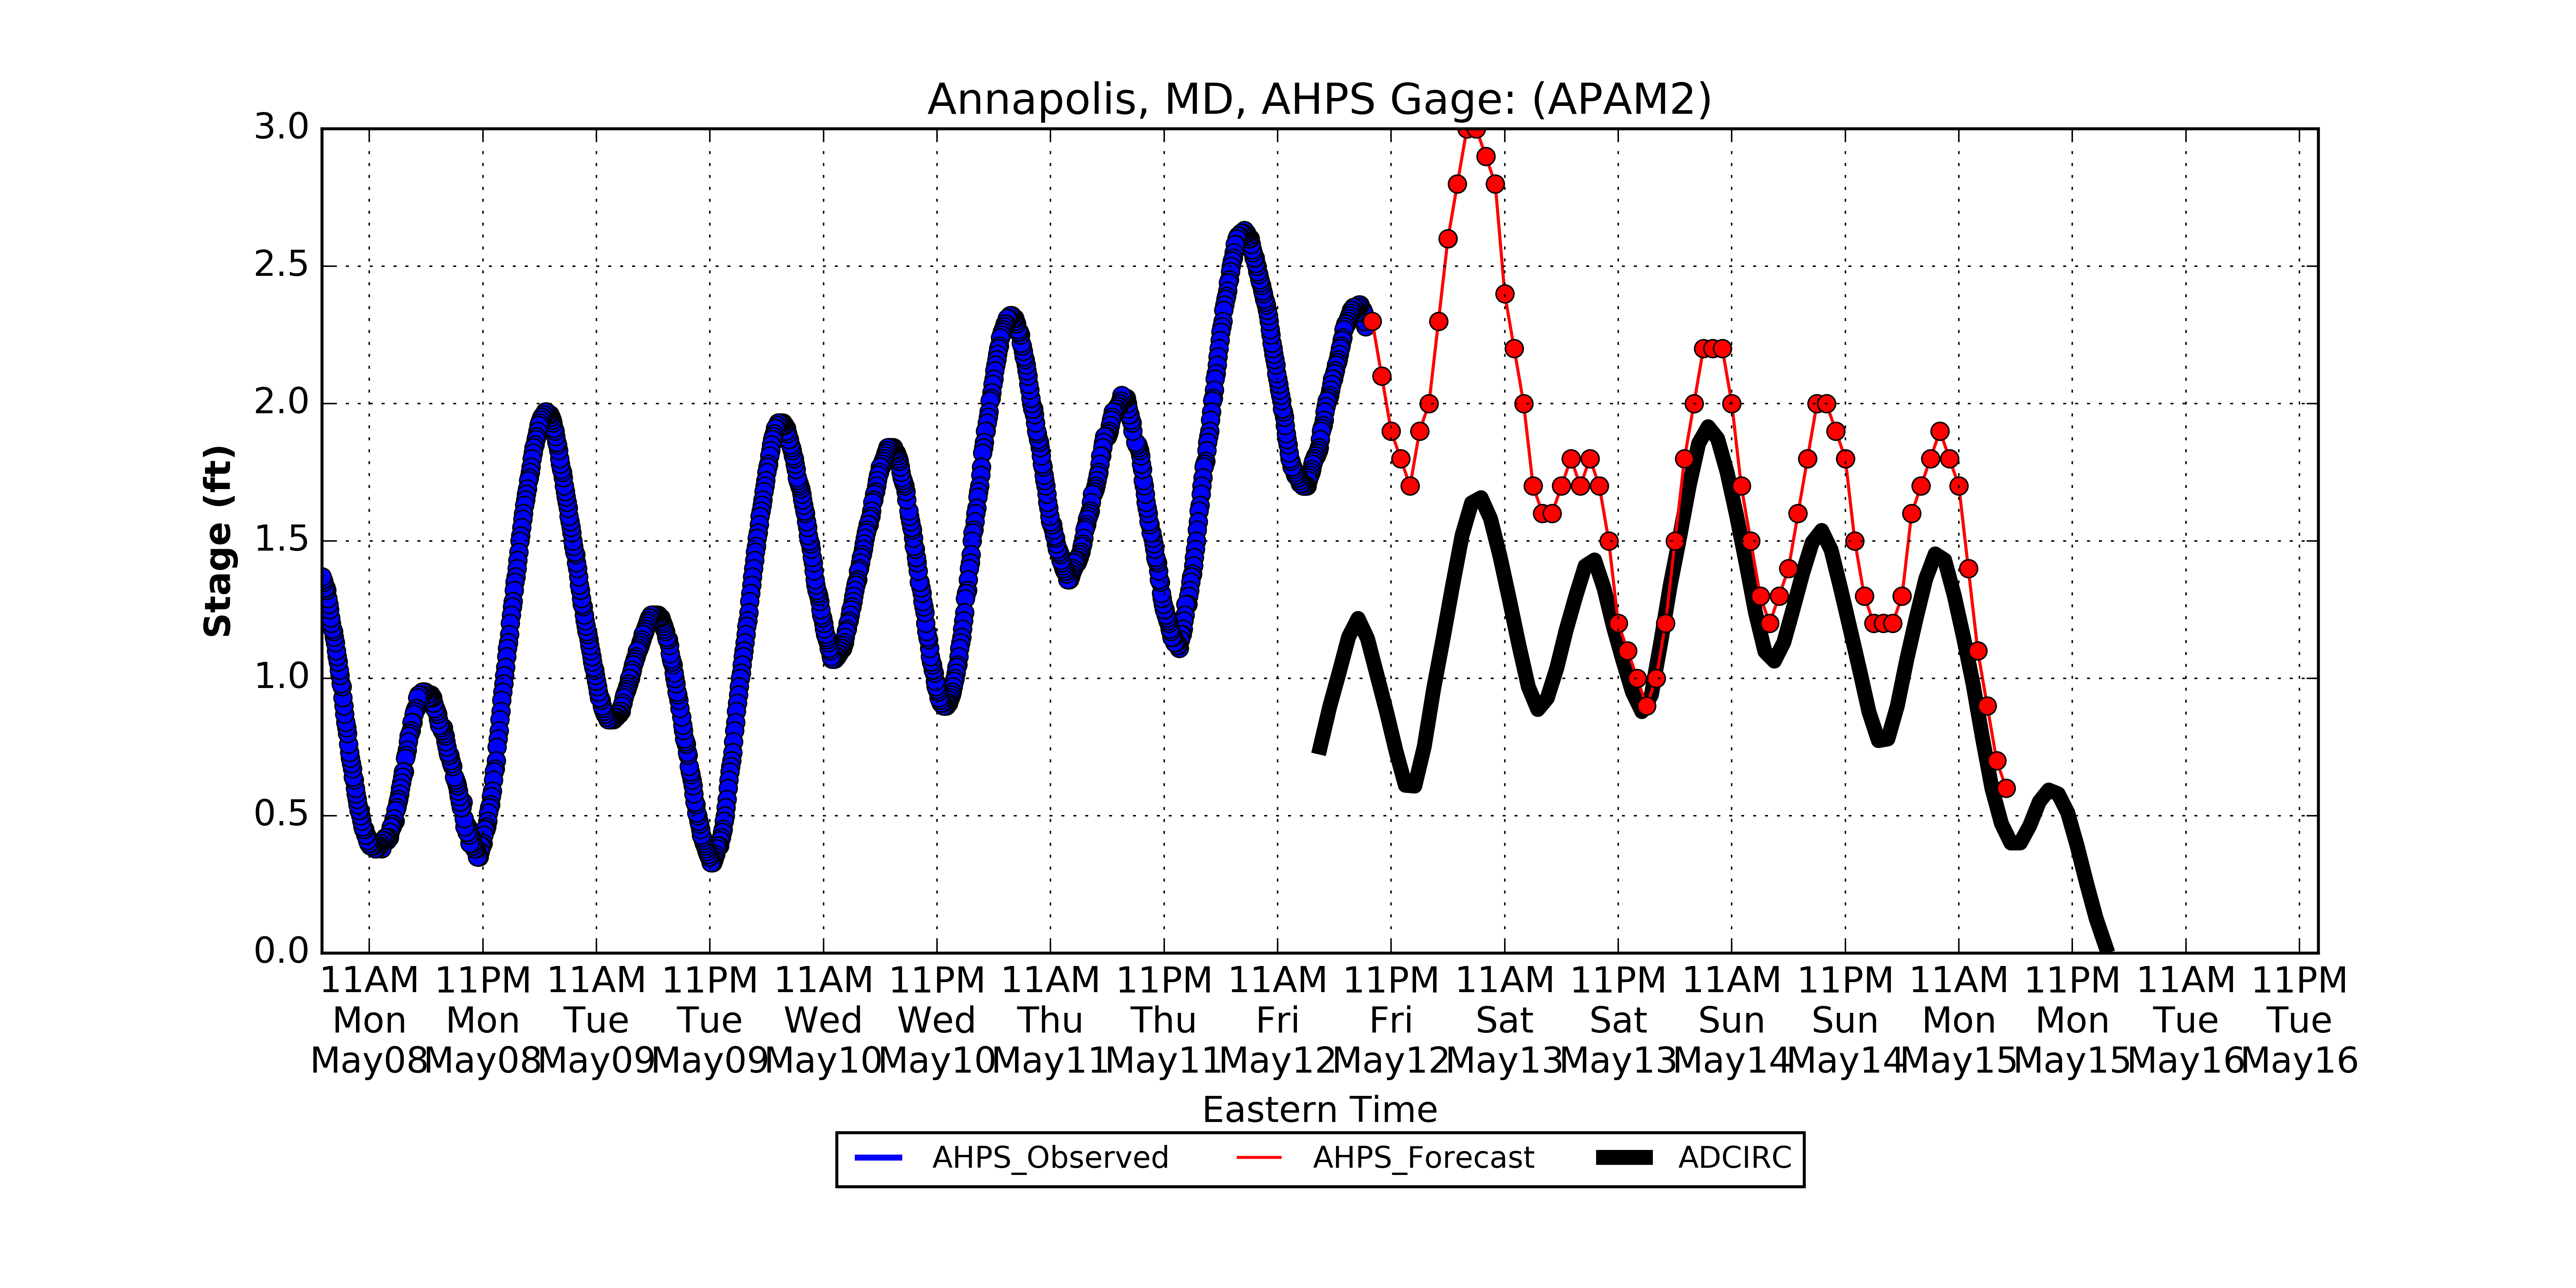 Annapolis, MD, AHPS Gage: (APAM2)
3.0
2.5
2.0
1.5
1.0
0.5
0.0
Stage (ft)
11AM 11PM 11AM 11PM 11AM 11PM 11AM 11PM 11AM 11PM 11AM 11PM 11AM 11PM 11AM 11PM 11AM 11PM
Mon Mon Tue Tue Wed Wed Thu Thu Fri Fri Sat Sat Sun Sun Mon Mon Tue Tue
May08 May08 May09 May09 May10 May10 May11 May11 May12 May12 May13 May13 May14 May14 May15 May15 May16 May16
Eastern Time
AHPS_Observed AHPS_Forecast ADCIRC